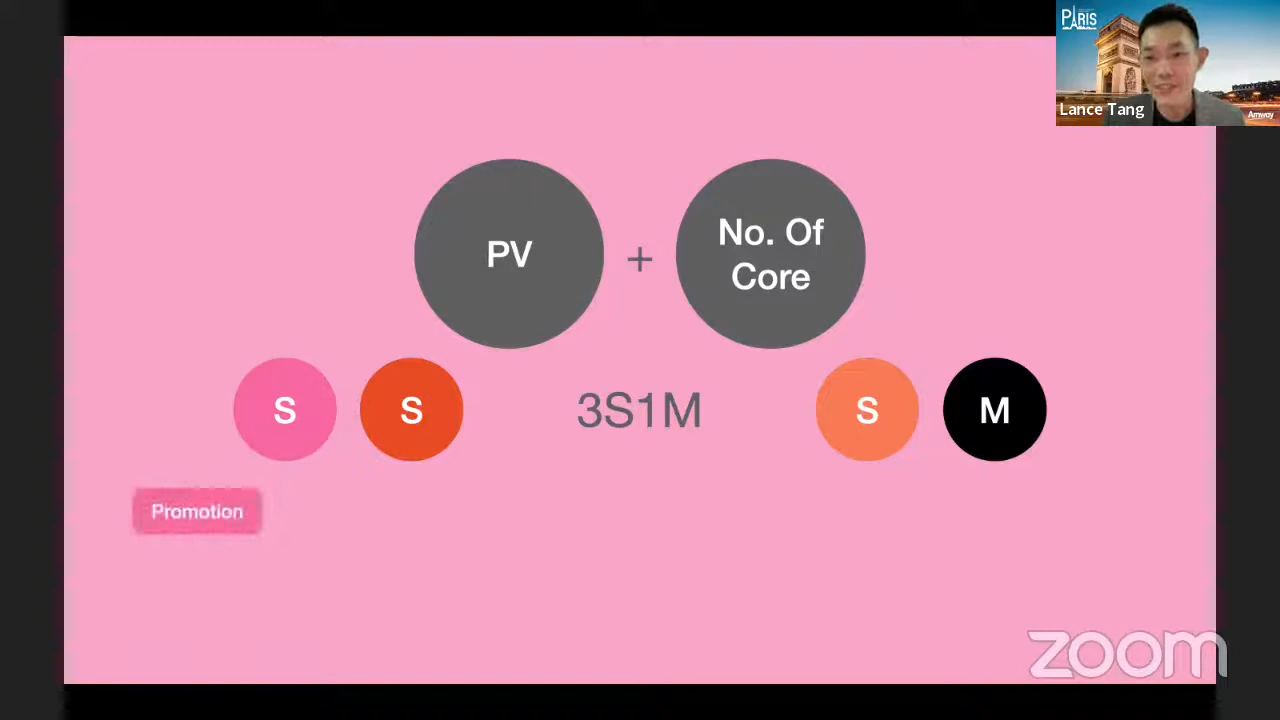 PARIS
Lance Tang
Amway
PV
+
No. Of
Core
S
S
3S1M
S
M
Promotion
zoom